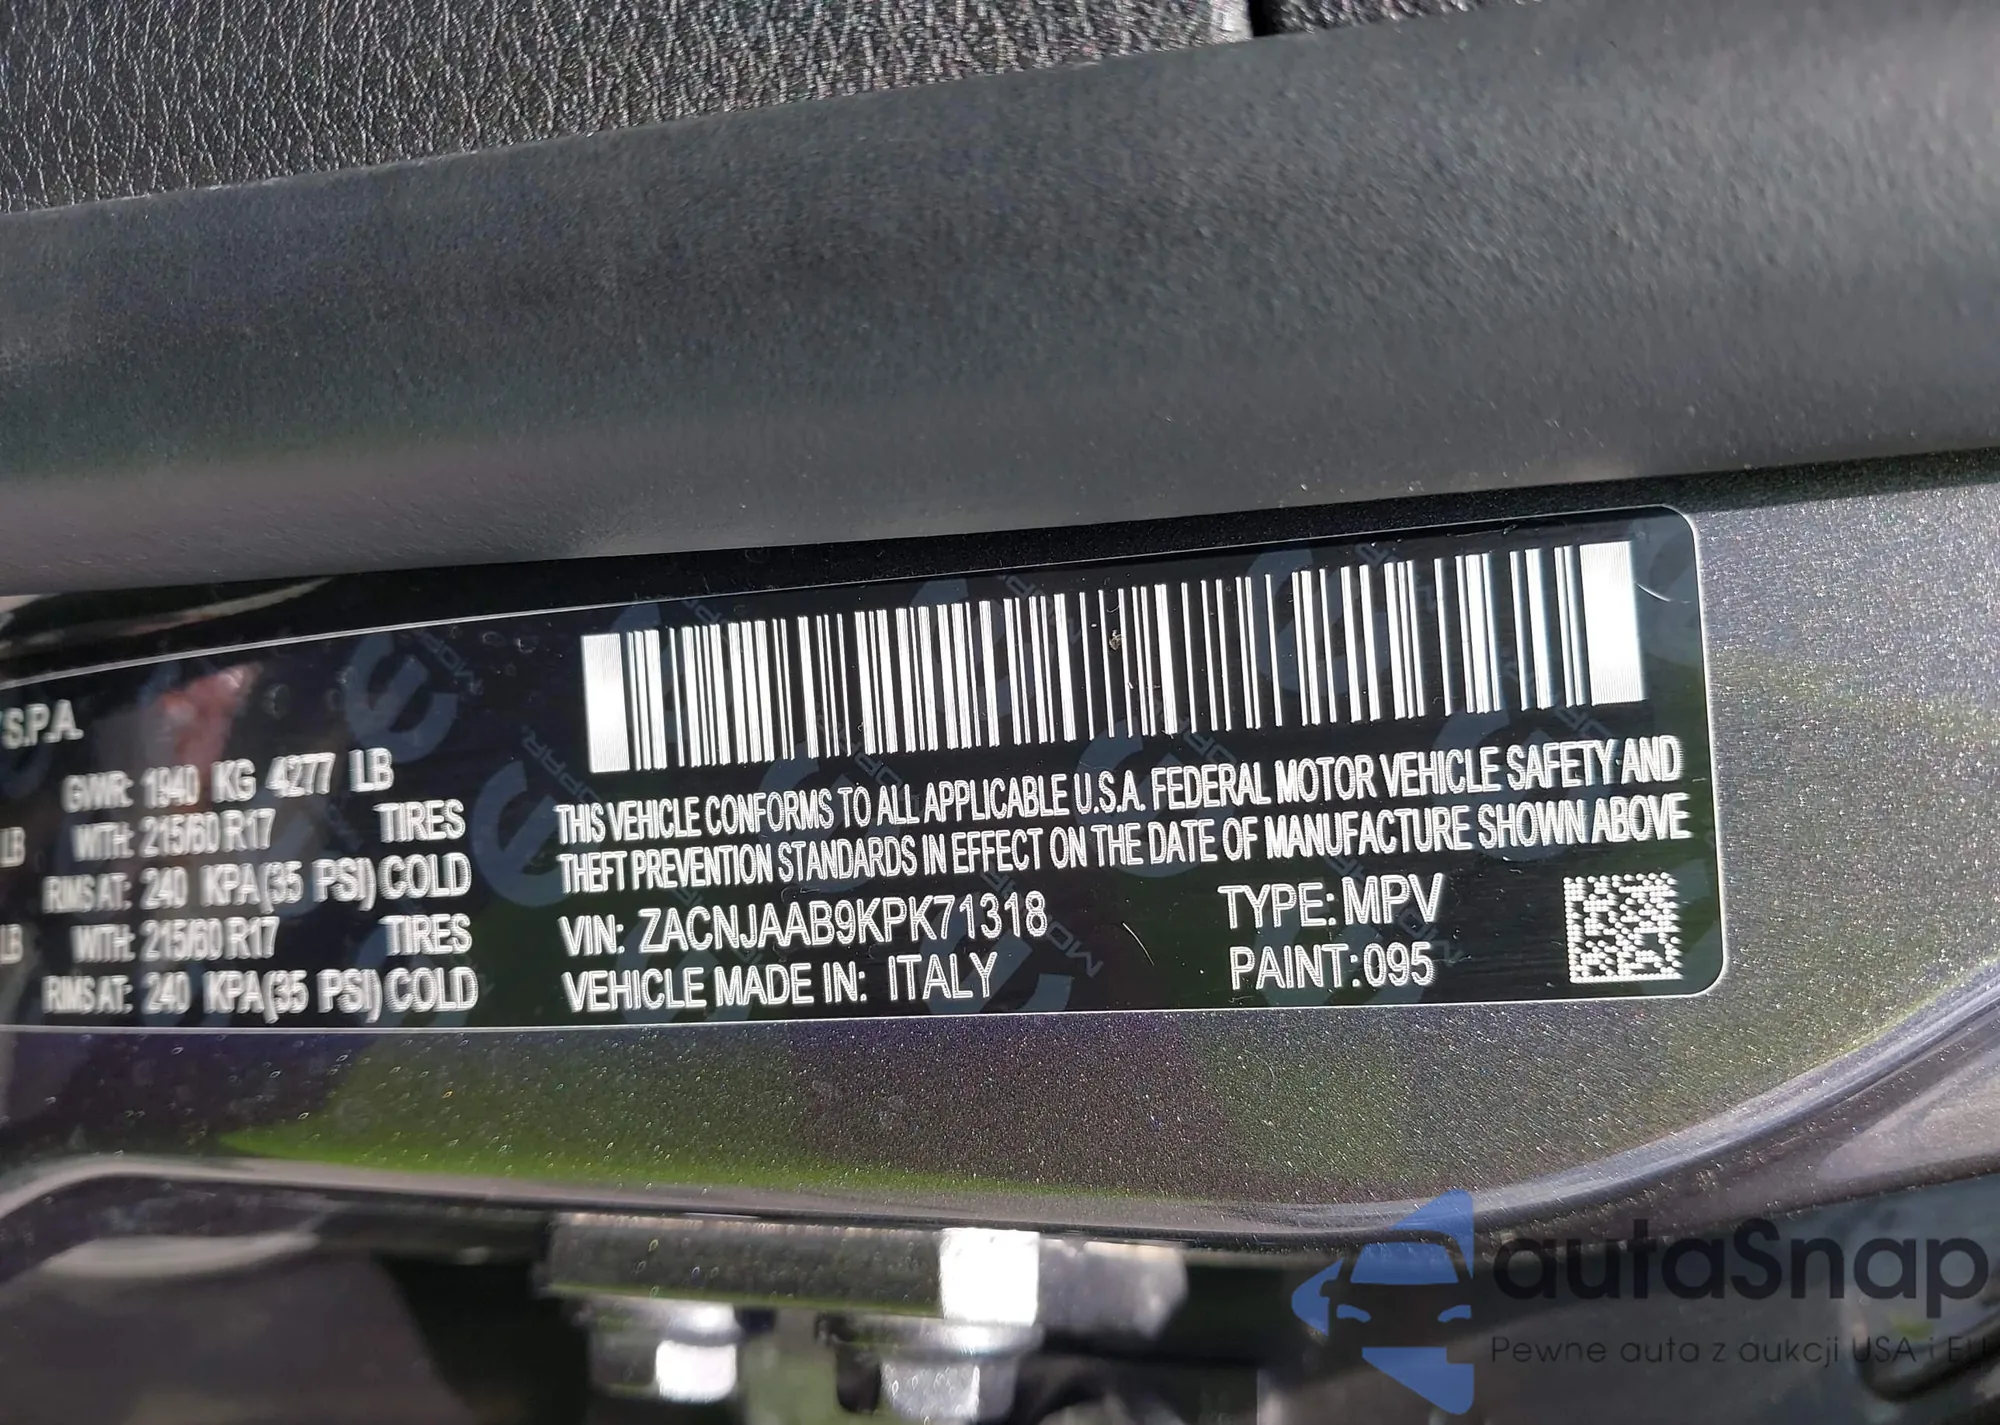 S.P.A.
GWR: 1940 KG 4277 LB
LB WITH: 215/60 R17 TIRES
RIMS AT: 240 KPA(35 PSI) COLD
LB WITH: 215/60 R17 TIRES
RIMS AT: 240 KPA(35 PSI) COLD
THIS VEHICLE CONFORMS TO ALL APPLICABLE U.S.A. FEDERAL MOTOR VEHICLE SAFETY AND
THEFT PREVENTION STANDARDS IN EFFECT ON THE DATE OF MANUFACTURE SHOWN ABOVE
VIN: ZACNJAAB9KPK71318 TYPE: MPV
VEHICLE MADE IN: ITALY PAINT: 095
autaSnap
Pewne auta z aukcji USA i EU